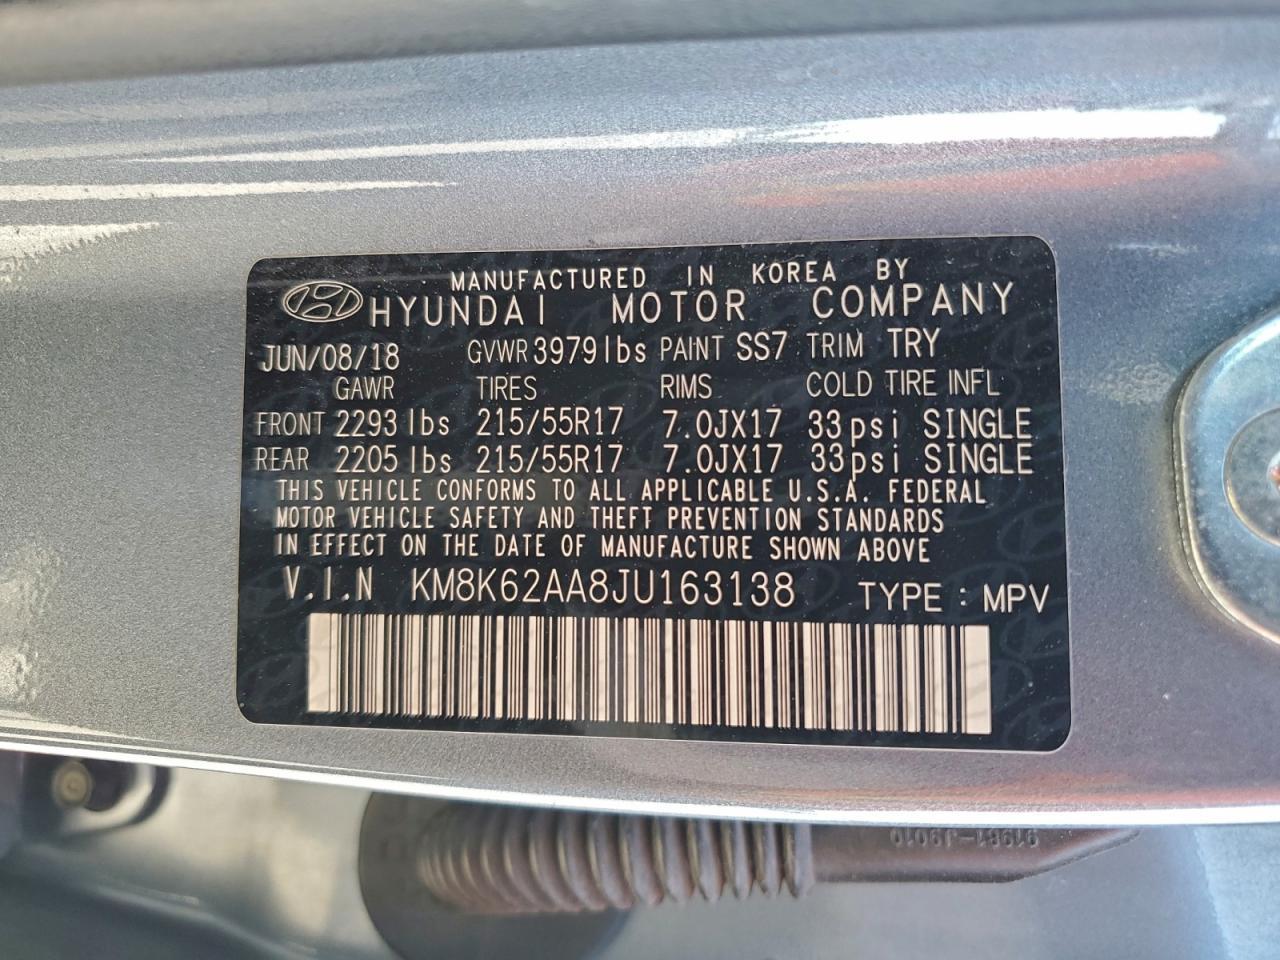 MANUFACTURED IN KOREA BY
HYUNDAI MOTOR COMPANY
JUN/08/18 GVWR 3979lbs PAINT SS7 TRIM TRY
GAWR TIRES RIMS COLD TIRE INFL
FRONT 2293 lbs 215/55R17 7.0JX17 33psi SINGLE
REAR 2205 lbs 215/55R17 7.0JX17 33psi SINGLE
THIS VEHICLE CONFORMS TO ALL APPLICABLE U.S.A. FEDERAL
MOTOR VEHICLE SAFETY AND THEFT PREVENTION STANDARDS
IN EFFECT ON THE DATE OF MANUFACTURE SHOWN ABOVE
V.I.N KM8K62AA8JU163138 TYPE : MPV
91981-J9010